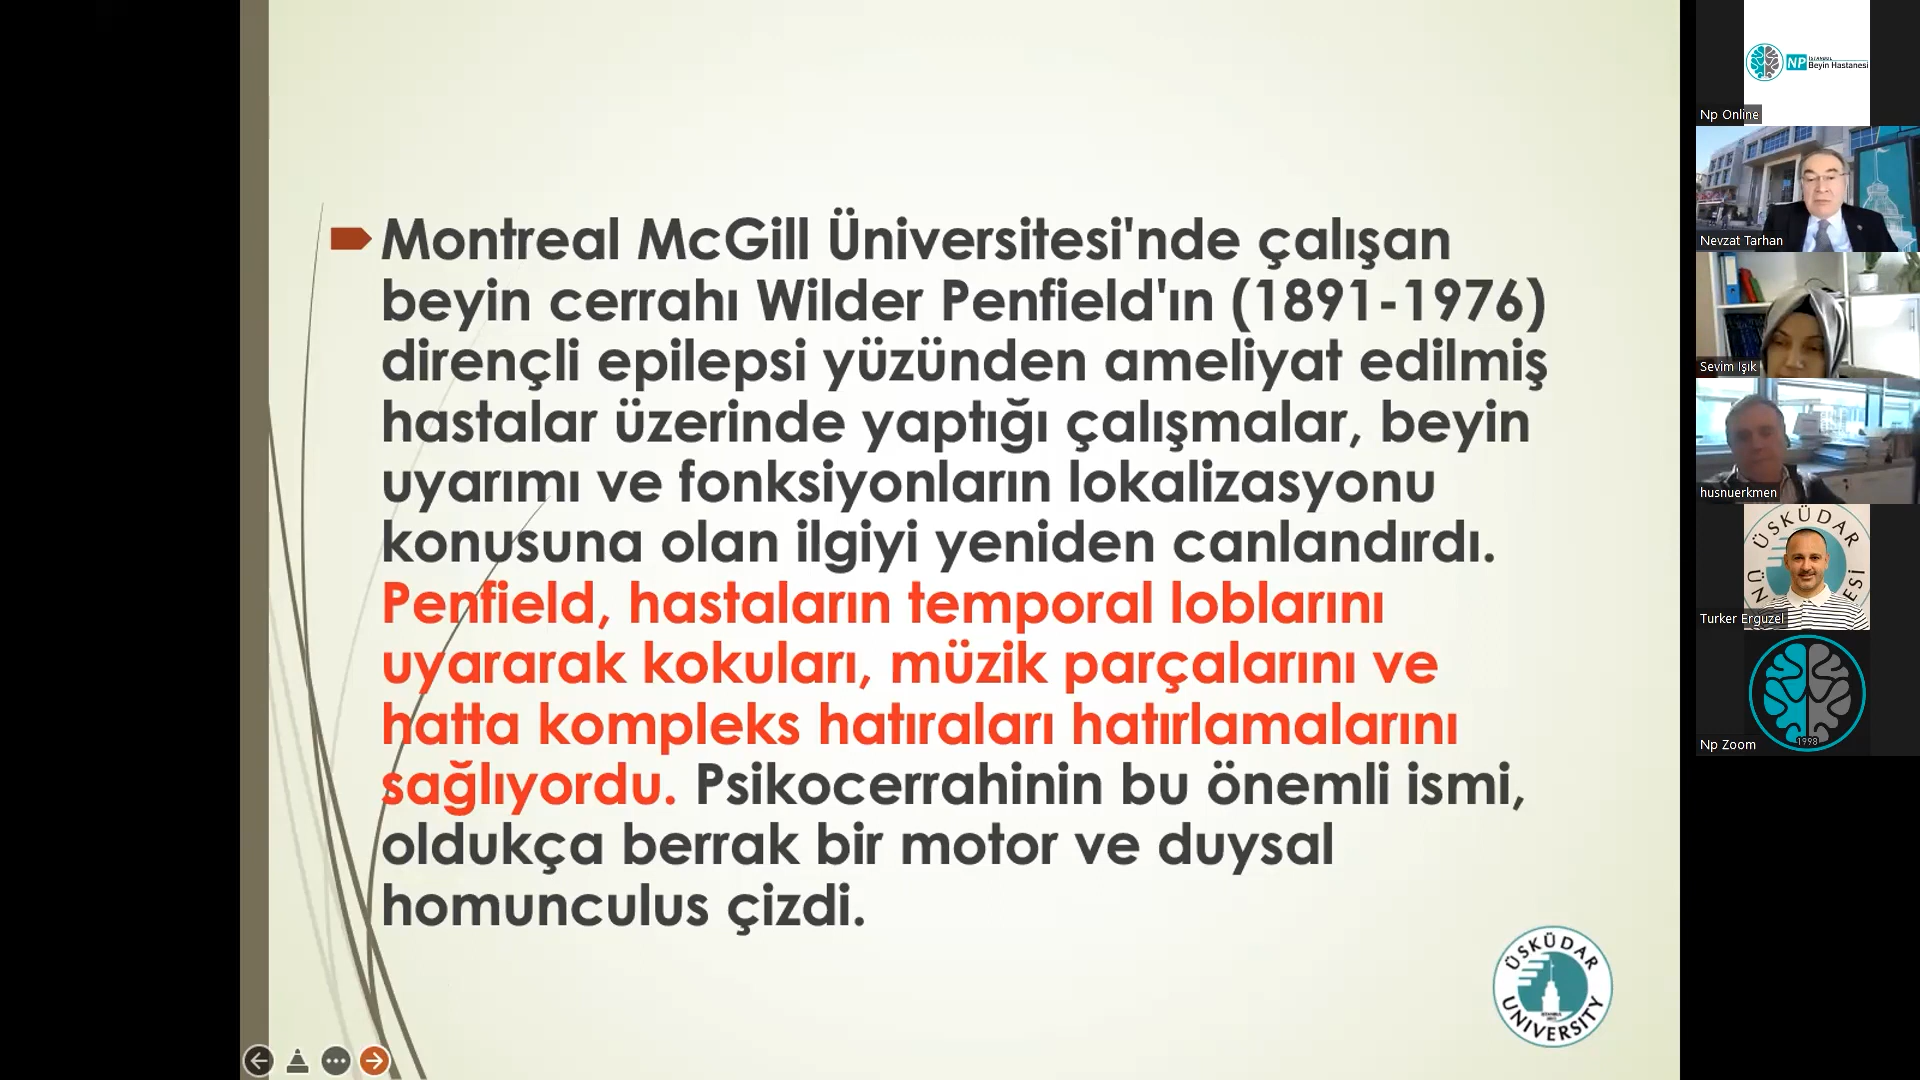 Montreal McGill Üniversitesi'nde çalışan
beyin cerrahı Wilder Penfield'ın (1891-1976)
dirençli epilepsi yüzünden ameliyat edilmiş
hastalar üzerinde yaptığı çalışmalar, beyin
uyarımı ve fonksiyonların lokalizasyonu
konusuna olan ilgiyi yeniden canlandırdı.
Penfield, hastaların temporal loblarını
uyararak kokuları, müzik parçalarını ve
hatta kompleks hatıraları hatırlamalarını
sağlıyordu. Psikocerrahinin bu önemli ismi,
oldukça berrak bir motor ve duysal
homunculus çizdi.
ÜSKÜDAR
UNIVERSITY
NP
İSTANBUL
Beyin Hastanesi
Np Online
Nevzat Tarhan
Sevim Işık
husnuerkmen
ÜSKÜDAR
Turker Erguzel
1998
Np Zoom